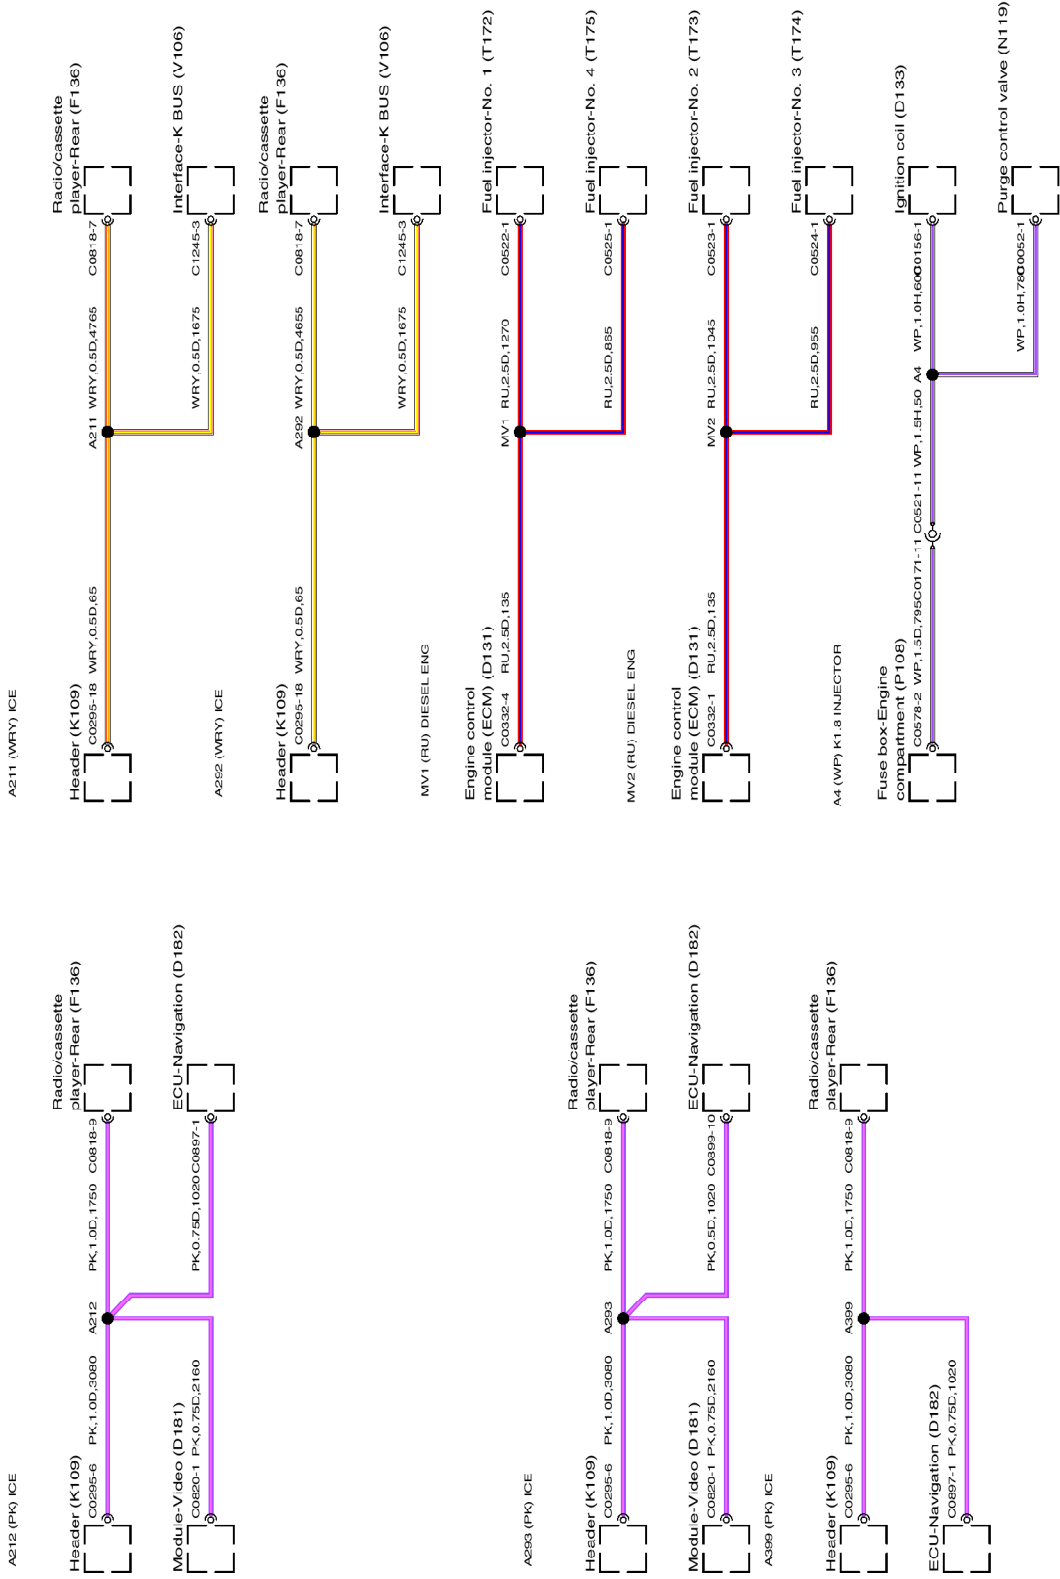 A211 (WRY) ICE
Header (K109)
C0295-18 WRY,0.5D,65
A211 WRY,0.5D,4765 C0818-7
Radio/cassette
player-Rear (F136)
WRY,0.5D,1675 C1245-3
Interface-K BUS (V106)
A292 (WRY) ICE
Header (K109)
C0295-18 WRY,0.5D,65
A292 WRY,0.5D,4655 C0818-7
Radio/cassette
player-Rear (F136)
WRY,0.5D,1675 C1245-3
Interface-K BUS (V106)
MV1 (RU) DIESEL ENG
Engine control
module (ECM) (D131)
C0332-4 RU,2.5D,135
MV1 RU,2.5D,1270 C0522-1
Fuel injector-No. 1 (T172)
RU,2.5D,865 C0525-1
Fuel injector-No. 4 (T175)
MV2 (RU) DIESEL ENG
Engine control
module (ECM) (D131)
C0332-1 RU,2.5D,135
MV2 RU,2.5D,1045 C0523-1
Fuel injector-No. 2 (T173)
RU,2.5D,955 C0524-1
Fuel injector-No. 3 (T174)
A4 (WP) K1.8 INJECTOR
Fuse box-Engine
compartment (P108)
C0578-2 WP,1.5D,795 C0171-11 C0521-11 WP,1.5H,50 A4 WP,1.0H,600 C0156-1
Ignition coil (D133)
WP,1.0H,780 C0052-1
Purge control valve (N119)
A212 (PK) ICE
Header (K109)
C0295-6 PK,1.0D,3080
A212 PK,1.0D,1750 C0818-9
Radio/cassette
player-Rear (F136)
Module-Video (D181)
C0820-1 PK,0.75D,2160
PK,0.75D,1020 C0897-1
ECU-Navigation (D182)
A293 (PK) ICE
Header (K109)
C0295-6 PK,1.0D,3080
A293 PK,1.0D,1750 C0818-9
Radio/cassette
player-Rear (F136)
Module-Video (D181)
C0820-1 PK,0.75D,2160
PK,0.5D,1020 C0899-10
ECU-Navigation (D182)
A399 (PK) ICE
Header (K109)
C0295-6 PK,1.0D,3080
A399 PK,1.0D,1750 C0818-9
Radio/cassette
player-Rear (F136)
ECU-Navigation (D182)
C0897-1 PK,0.75D,1020